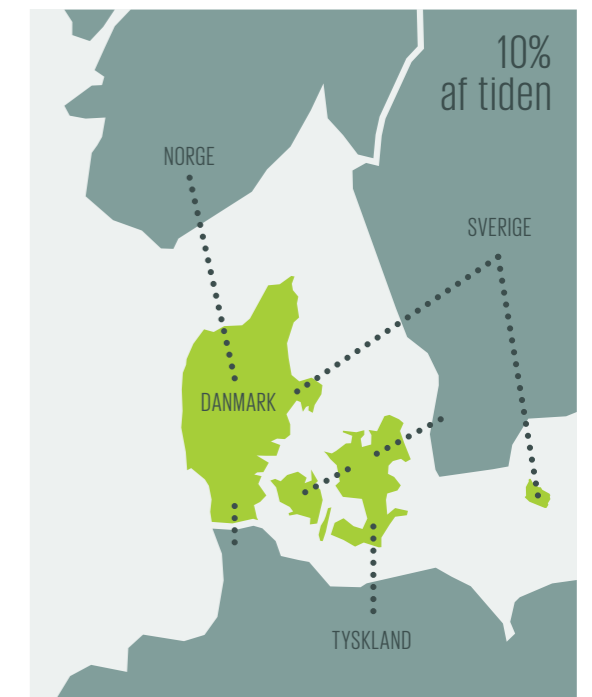 10%
af tiden
NORGE
SVERIGE
DANMARK
TYSKLAND